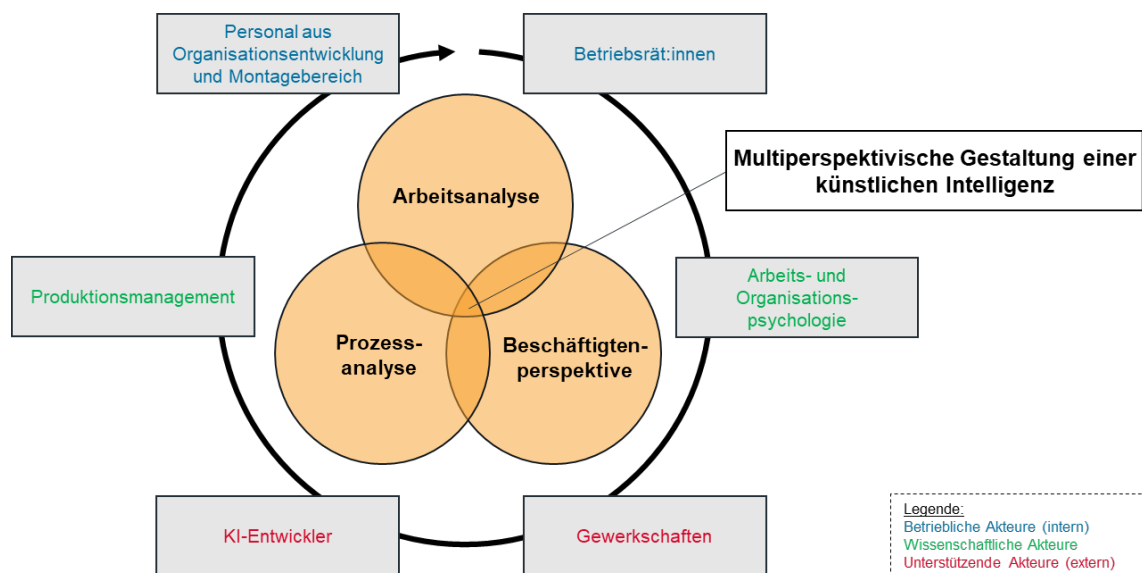 Personal aus
Organisationsentwicklung
und Montagebereich
Betriebsrät:innen
Multiperspektivische Gestaltung einer
künstlichen Intelligenz
Arbeitsanalyse
Produktionsmanagement
Arbeits- und
Organisations-
psychologie
Prozess-
analyse
Beschäftigten-
perspektive
KI-Entwickler
Gewerkschaften
Legende:
Betriebliche Akteure (intern)
Wissenschaftliche Akteure
Unterstützende Akteure (extern)